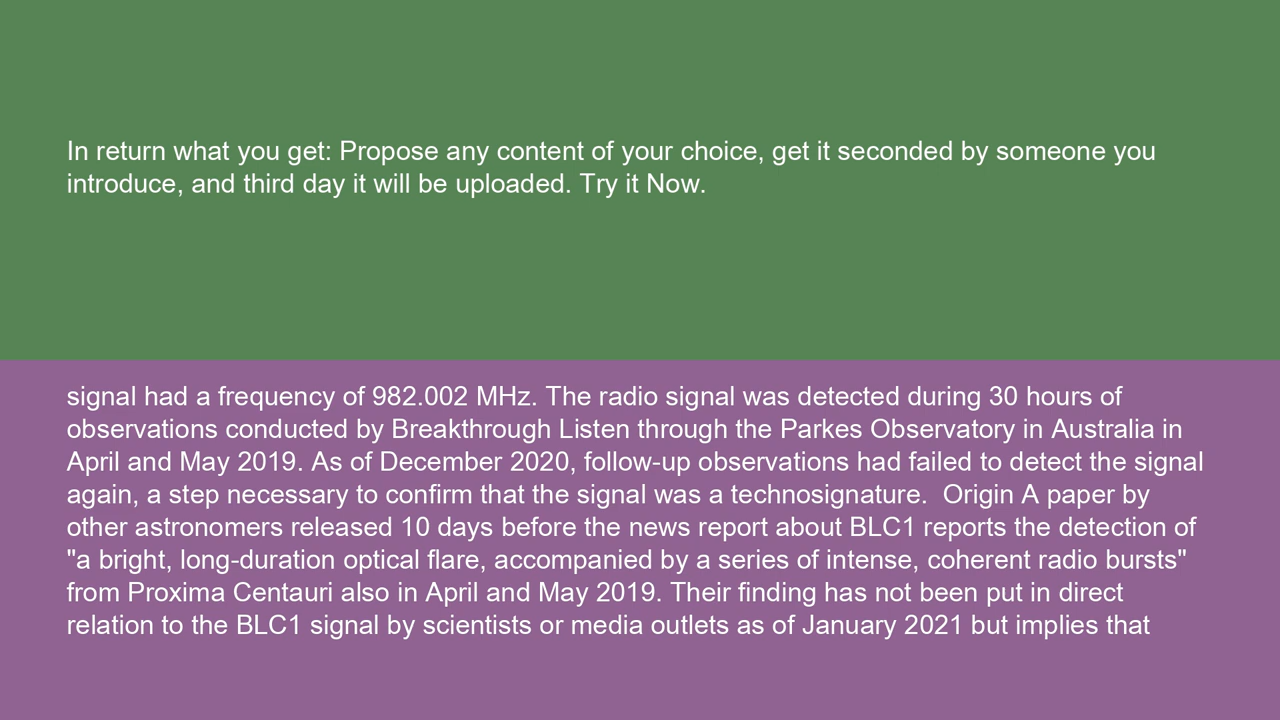 In return what you get: Propose any content of your choice, get it seconded by someone you
introduce, and third day it will be uploaded. Try it Now.
signal had a frequency of 982.002 MHz. The radio signal was detected during 30 hours of
observations conducted by Breakthrough Listen through the Parkes Observatory in Australia in
April and May 2019. As of December 2020, follow-up observations had failed to detect the signal
again, a step necessary to confirm that the signal was a technosignature.  Origin A paper by
other astronomers released 10 days before the news report about BLC1 reports the detection of
"a bright, long-duration optical flare, accompanied by a series of intense, coherent radio bursts"
from Proxima Centauri also in April and May 2019. Their finding has not been put in direct
relation to the BLC1 signal by scientists or media outlets as of January 2021 but implies that